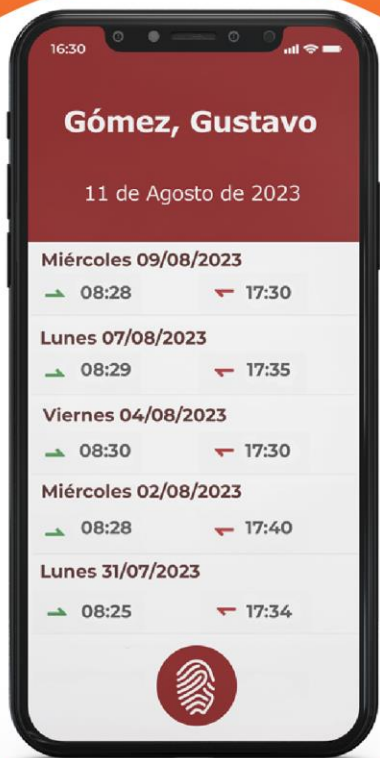 16:30
Gómez, Gustavo
11 de Agosto de 2023
Miércoles 09/08/2023
08:28 17:30
Lunes 07/08/2023
08:29 17:35
Viernes 04/08/2023
08:30 17:30
Miércoles 02/08/2023
08:28 17:40
Lunes 31/07/2023
08:25 17:34